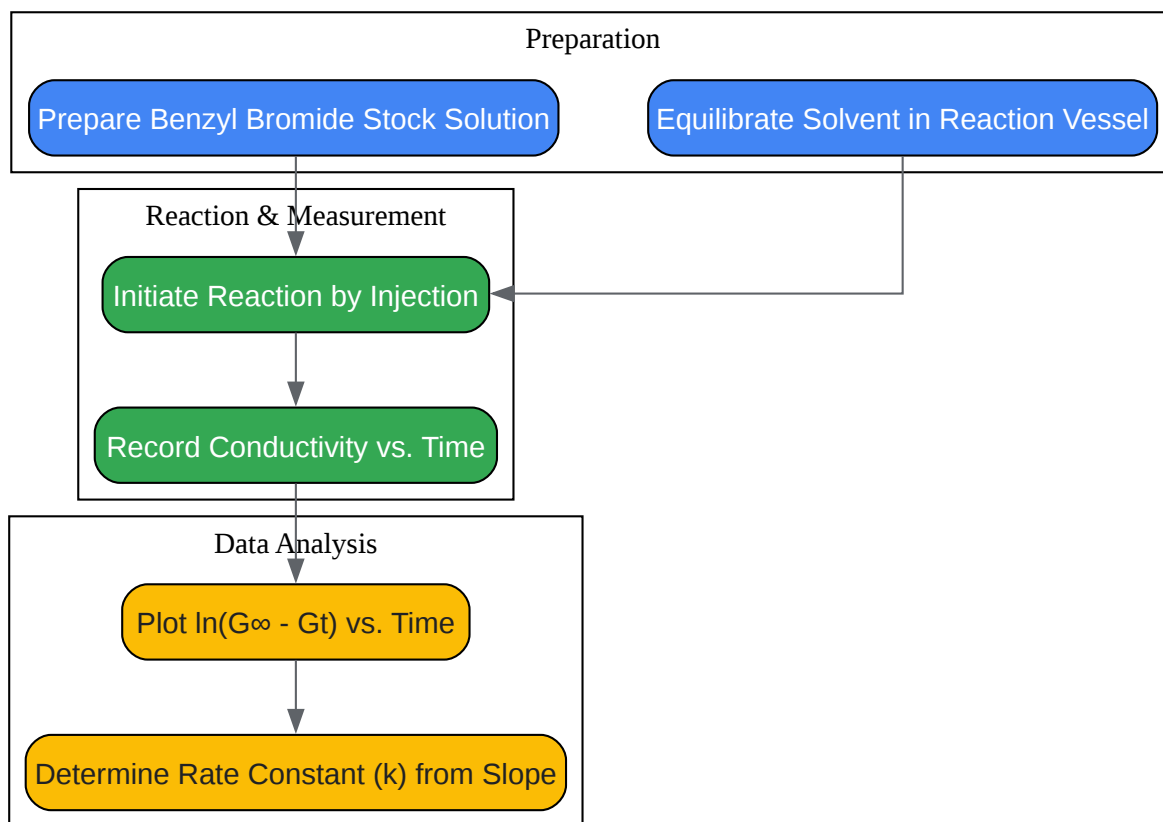 Preparation
Prepare Benzyl Bromide Stock Solution
Equilibrate Solvent in Reaction Vessel
Reaction & Measurement
Initiate Reaction by Injection
Record Conductivity vs. Time
Data Analysis
Plot ln(G∞ - Gt) vs. Time
Determine Rate Constant (k) from Slope